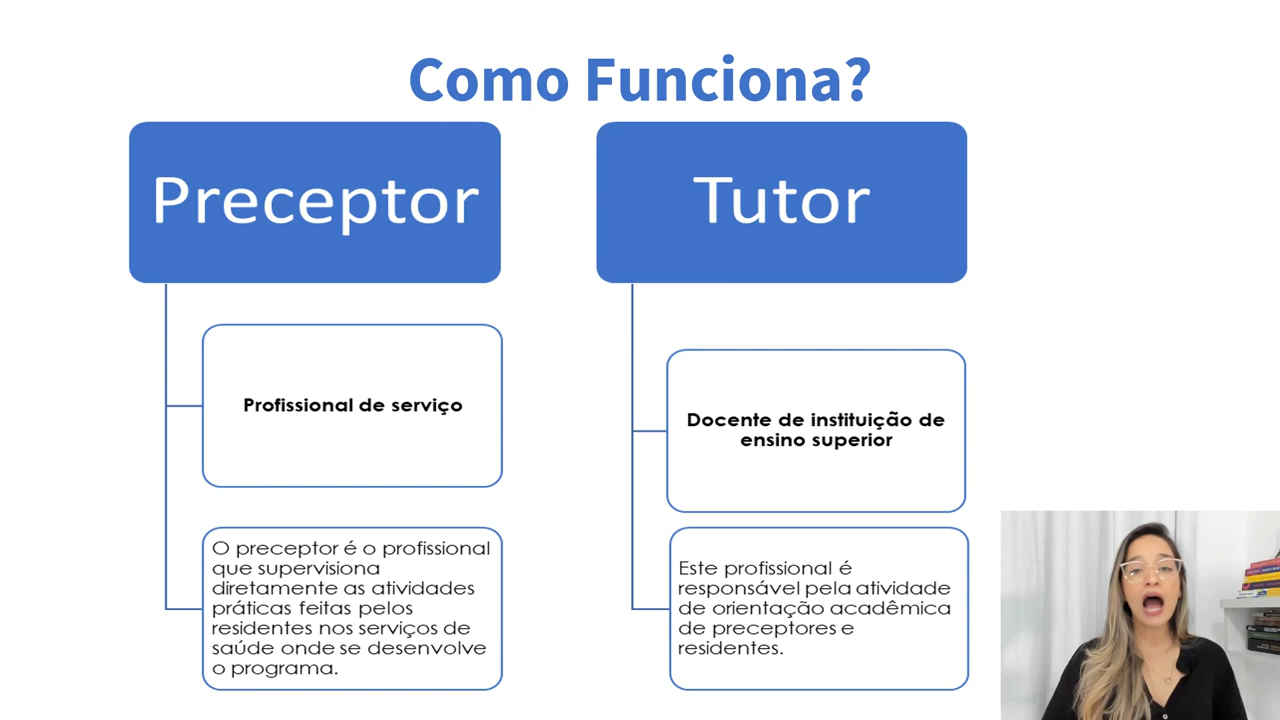 Como Funciona?
Preceptor
Profissional de serviço
O preceptor é o profissional
que supervisiona
diretamente as atividades
práticas feitas pelos
residentes nos serviços de
saúde onde se desenvolve
o programa.
Tutor
Docente de instituição de
ensino superior
Este profissional é
responsável pela atividade
de orientação acadêmica
de preceptores e
residentes.